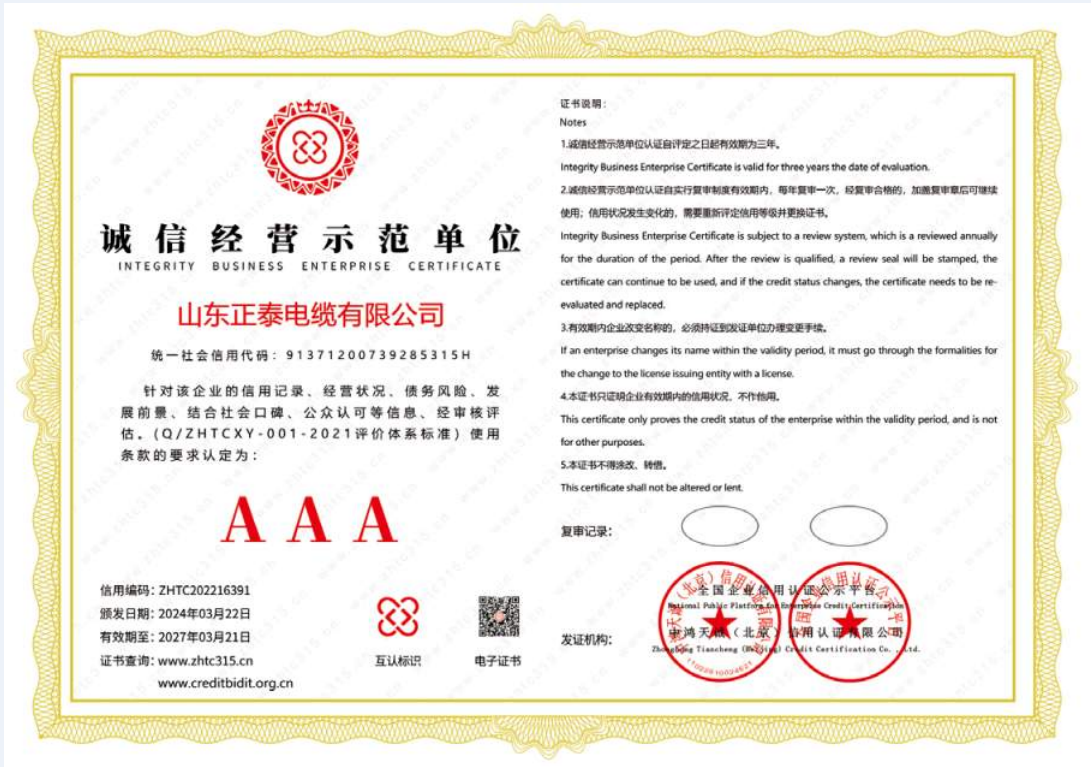 诚信经营示范单位
INTEGRITY BUSINESS ENTERPRISE CERTIFICATE
山东正泰电缆有限公司
统一社会信用代码：91371200739285315H
针对该企业的信用记录、经营状况、债务风险、发
展前景、结合社会口碑、公众认可等信息、经审核评
估。(Q/ZHTCXY-001-2021评价体系标准）使用
条款的要求认定为：
AAA
信用编码：ZHTC202216391
颁发日期：2024年03月22日
有效期至：2027年03月21日
证书查询：www.zhtc315.cn
www.creditbidit.org.cn
互认标识
电子证书
证书说明：
Notes
1.诚信经营示范单位认证自评定之日起有效期为三年。
Integrity Business Enterprise Certificate is valid for three years the date of evaluation.
2.诚信经营示范单位认证自实行复审制度有效期内，每年复审一次，经复审合格的，加盖复审章后可继续
使用；信用状况发生变化的，需要重新评定信用等级并更换证书。
Integrity Business Enterprise Certificate is subject to a review system, which is a reviewed annually
for the duration of the period. After the review is qualified, a review seal will be stamped, the
certificate can continue to be used, and if the credit status changes, the certificate needs to be re-
evaluated and replaced.
3.有效期内企业改变名称的，必须持证到发证单位办理变更手续。
If an enterprise changes its name within the validity period, it must go through the formalities for
the change to the license issuing entity with a license.
4.本证书只证明企业有效期内的信用状况，不作他用。
This certificate only proves the credit status of the enterprise within the validity period, and is not
for other purposes.
5.本证书不得涂改、转借。
This certificate shall not be altered or lent.
复审记录：
发证机构：
全国企业信用认证公示平台
National Public Platform for Enterprise Credit Certification
中鸿天诚（北京）信用认证有限公司
Zhonghong Tiancheng (Beijing) Credit Certification Co., Ltd.